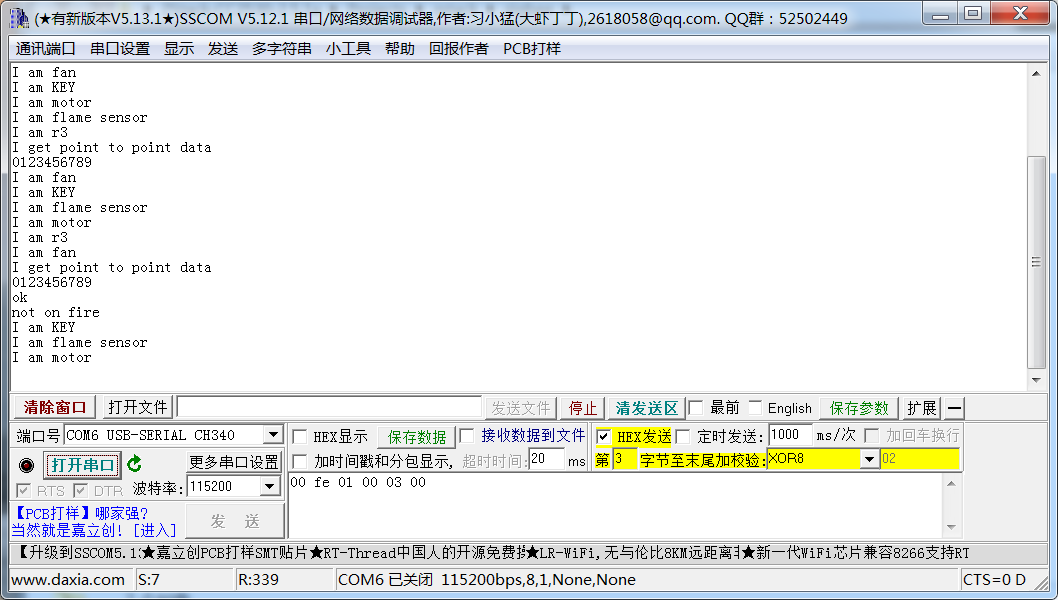 (★有新版本V5.13.1★)SSCOM V5.12.1 串口/网络数据调试器,作者:习小猛(大虾丁丁),2618058@qq.com. QQ群：52502449
通讯端口 串口设置 显示 发送 多字符串 小工具 帮助 回报作者 PCB打样
I am fan
I am KEY
I am motor
I am flame sensor
I am r3
I get point to point data
0123456789
I am fan
I am KEY
I am flame sensor
I am motor
I am r3
I am fan
I get point to point data
0123456789
ok
not on fire
I am KEY
I am flame sensor
I am motor
清除窗口 打开文件 发送文件 停止 清发送区 最前 English 保存参数 扩展 —
端口号 COM6 USB-SERIAL CH340 HEX显示 保存数据 接收数据到文件 HEX发送 定时发送: 1000 ms/次 加回车换行
打开串口 更多串口设置 加时间戳和分包显示, 超时时间: 20 ms 第 3 字节至末尾加校验: XOR8 02
RTS DTR 波特率: 115200 00 fe 01 00 03 00
【PCB打样】哪家强?
当然就是嘉立创! [进入] 发 送
【升级到SSCOM5.1 ★嘉立创PCB打样SMT贴片★RT-Thread中国人的开源免费 ★LR-WiFi,无与伦比8KM远距离 ★新一代WiFi芯片兼容8266支持RT
www.daxia.com S:7 R:339 COM6 已关闭 115200bps,8,1,None,None CTS=0 D